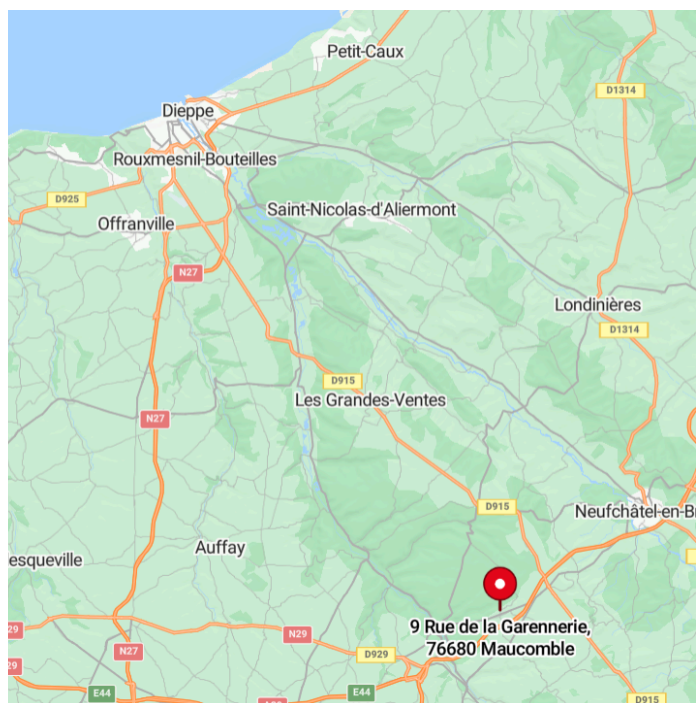 Petit-Caux
D1314
Dieppe
Rouxmesnil-Bouteilles
D925
Saint-Nicolas-d'Aliermont
Offranville
N27
Londinières
D1314
D915
Les Grandes-Ventes
N27
D915
Neufchâtel-en-Br
Auffay
esqueville
9 Rue de la Garennerie,
76680 Maucomble
29
N29
N27
D929
29
E44
E44
D915